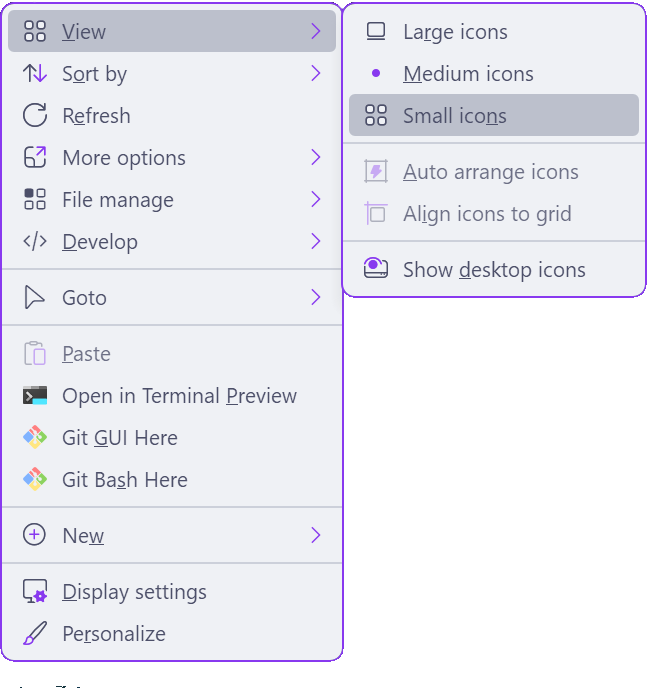 View
Sort by
Refresh
More options
File manage
Develop
Goto
Paste
Open in Terminal Preview
Git GUI Here
Git Bash Here
New
Display settings
Personalize
Large icons
Medium icons
Small icons
Auto arrange icons
Align icons to grid
Show desktop icons